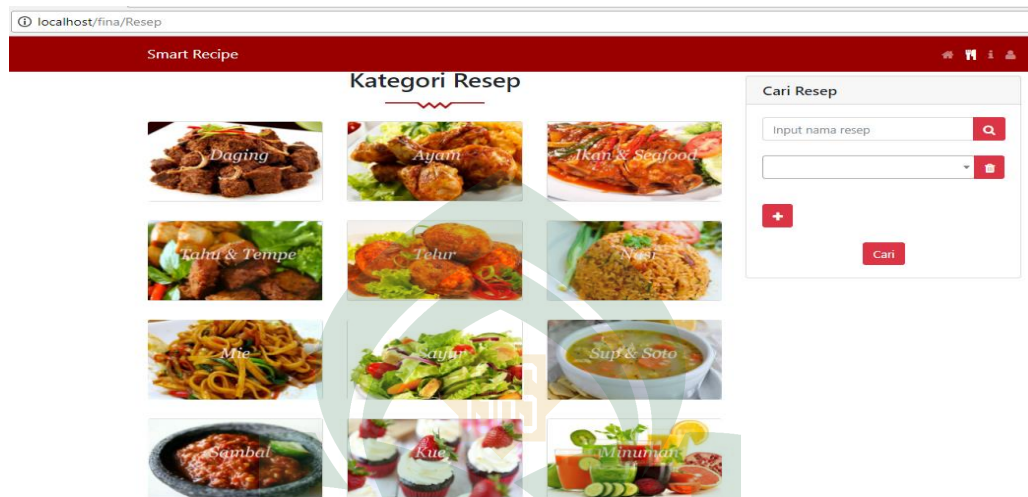 localhost/fina/Resep
Smart Recipe
Kategori Resep
Daging
Ayam
Ikan & Seafood
Tahu & Tempe
Telur
Nasi
Mie
Sayur
Sup & Soto
Sambal
Kue
Minuman
Cari Resep
Input nama resep
Cari